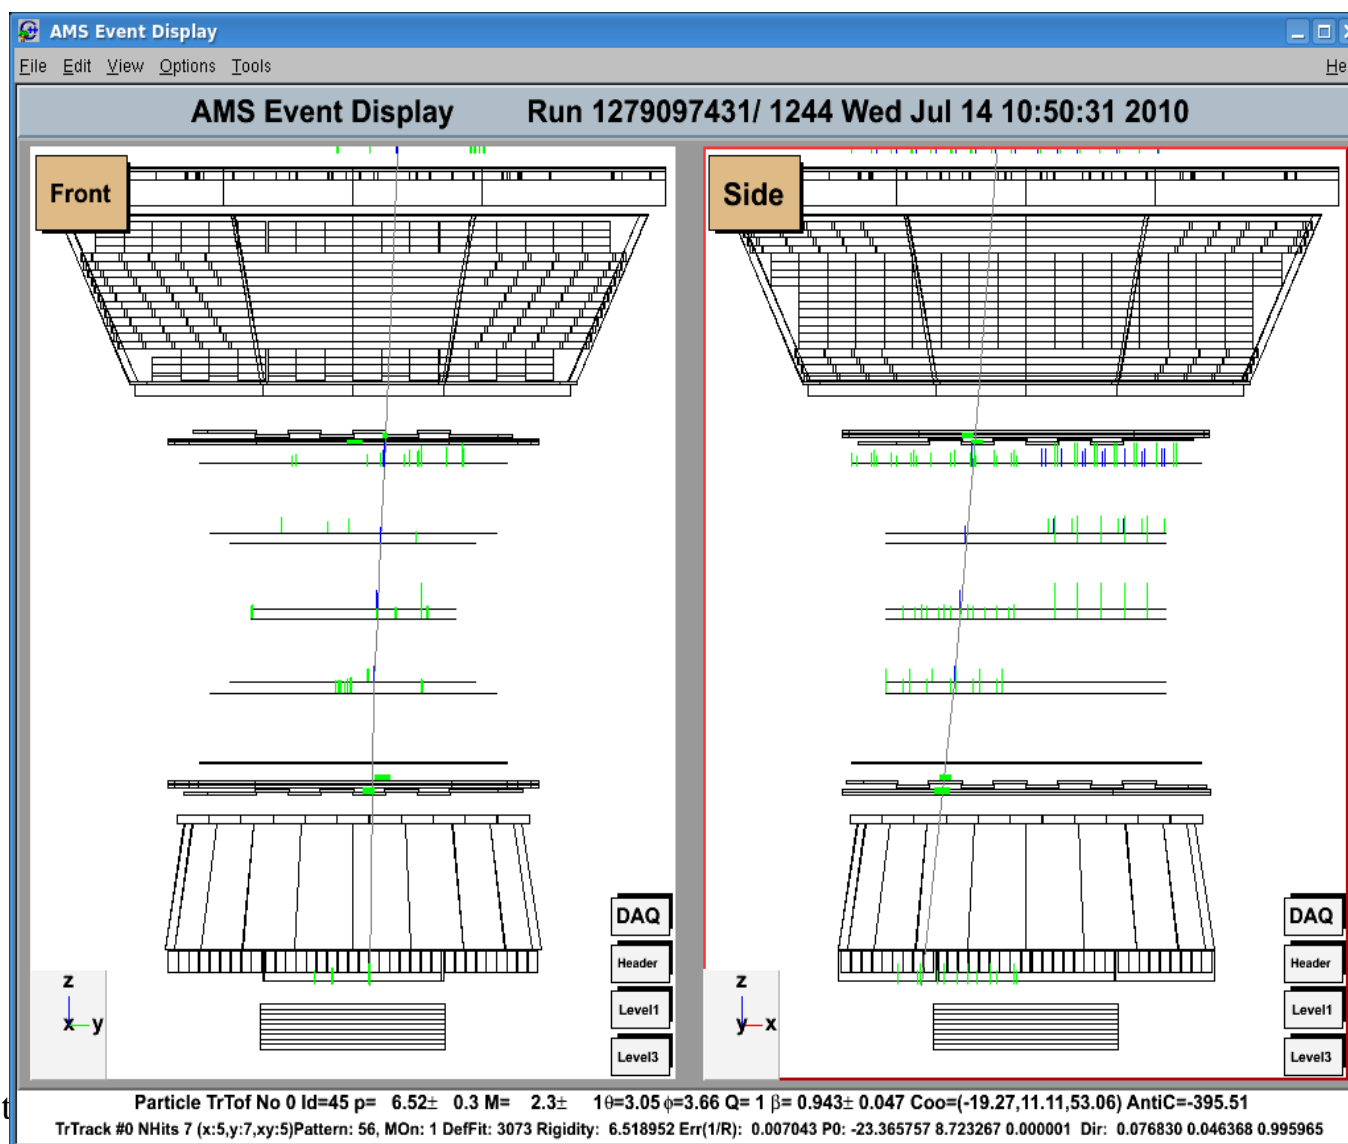 AMS Event Display
File Edit View Options Tools He
AMS Event Display Run 1279097431/ 1244 Wed Jul 14 10:50:31 2010
Front
Side
DAQ
Header
Level1
Level3
z
x y
DAQ
Header
Level1
Level3
z
y x
t
Particle TrTof No 0 Id=45 p= 6.52± 0.3 M= 2.3± 1θ=3.05 ϕ=3.66 Q= 1 β= 0.943± 0.047 Coo=(-19.27,11.11,53.06) AntiC=-395.51
TrTrack #0 NHits 7 (x:5,y:7,xy:5)Pattern: 56, MOn: 1 DefFit: 3073 Rigidity: 6.518952 Err(1/R): 0.007043 P0: -23.365757 8.723267 0.000001 Dir: 0.076830 0.046368 0.995965